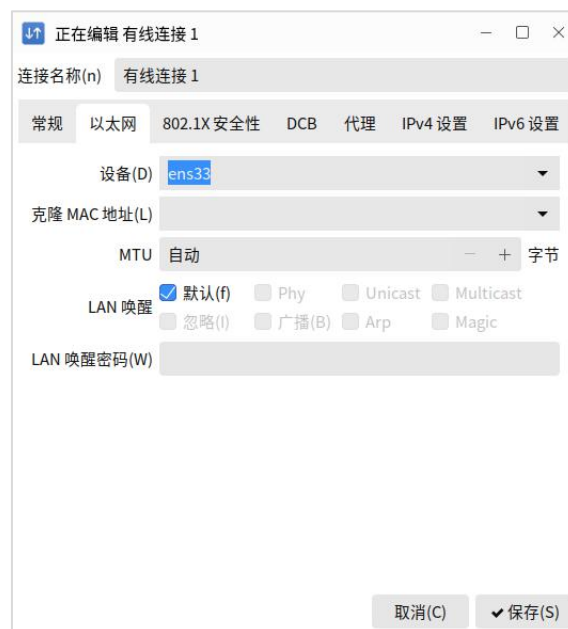 正在编辑 有线连接 1
连接名称(n) 有线连接 1
常规 以太网 802.1X 安全性 DCB 代理 IPv4 设置 IPv6 设置
设备(D) ens33
克隆 MAC 地址(L)
MTU 自动 字节
LAN 唤醒 默认(f) Phy Unicast Multicast
忽略(I) 广播(B) Arp Magic
LAN 唤醒密码(W)
取消(C) 保存(S)